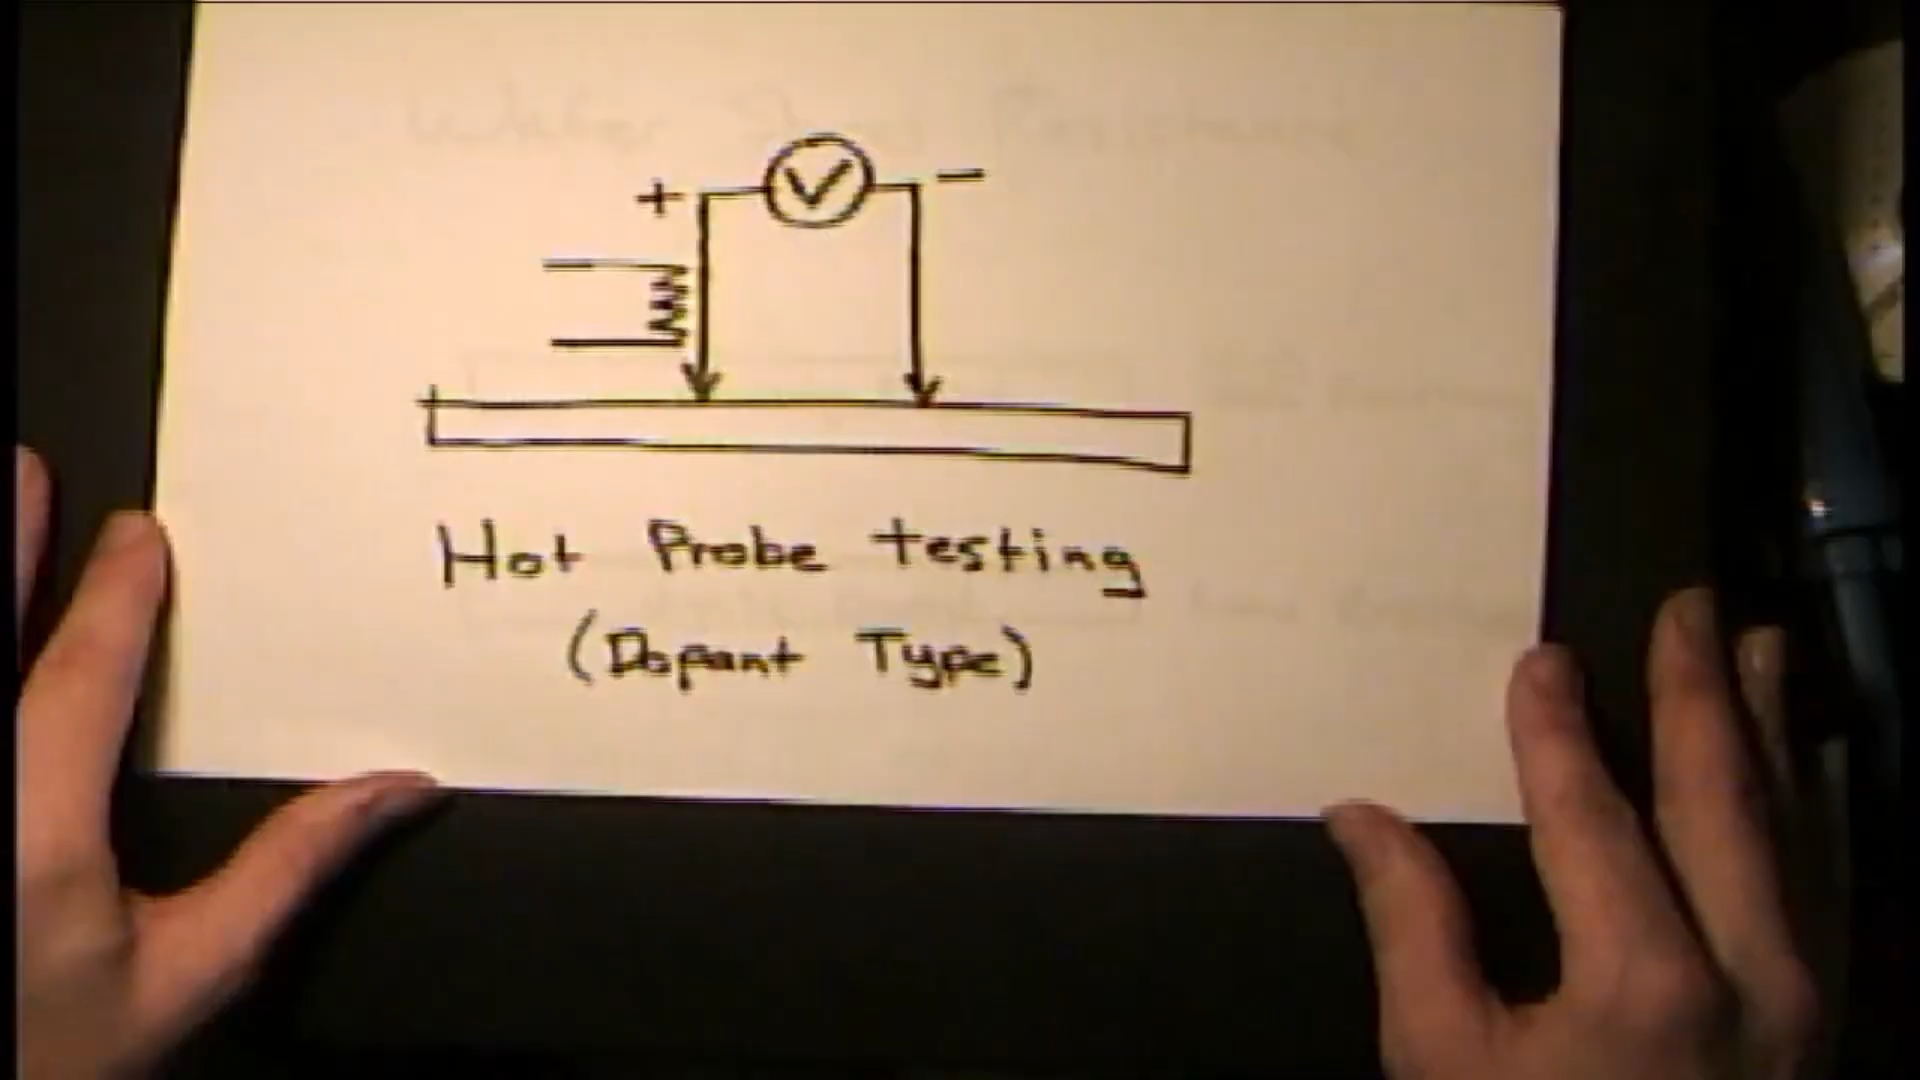 + V −
Hot Probe testing
(Dopant Type)